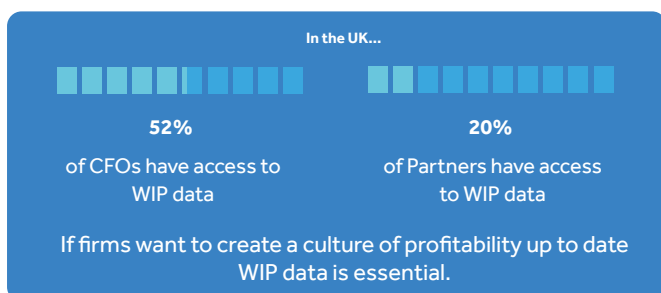 In the UK...
52%
20%
of CFOs have access to
WIP data
of Partners have access
to WIP data
If firms want to create a culture of profitability up to date
WIP data is essential.